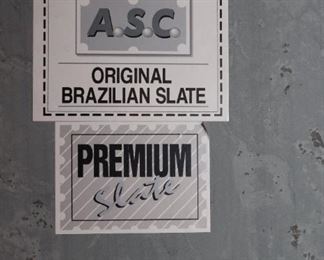 A.S.C.
ORIGINAL
BRAZILIAN SLATE
PREMIUM
Slate